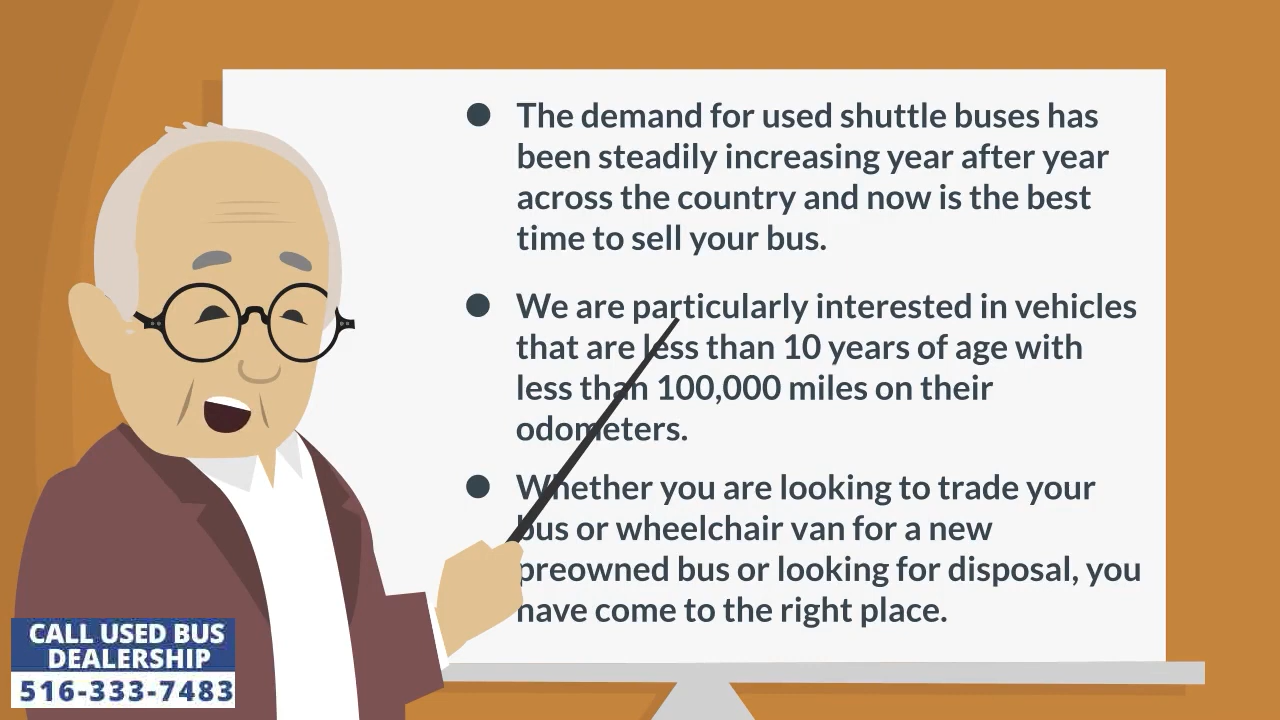 The demand for used shuttle buses has
been steadily increasing year after year
across the country and now is the best
time to sell your bus.
We are particularly interested in vehicles
that are less than 10 years of age with
less than 100,000 miles on their
odometers.
Whether you are looking to trade your
bus or wheelchair van for a new
preowned bus or looking for disposal, you
have come to the right place.
CALL USED BUS
DEALERSHIP
516-333-7483